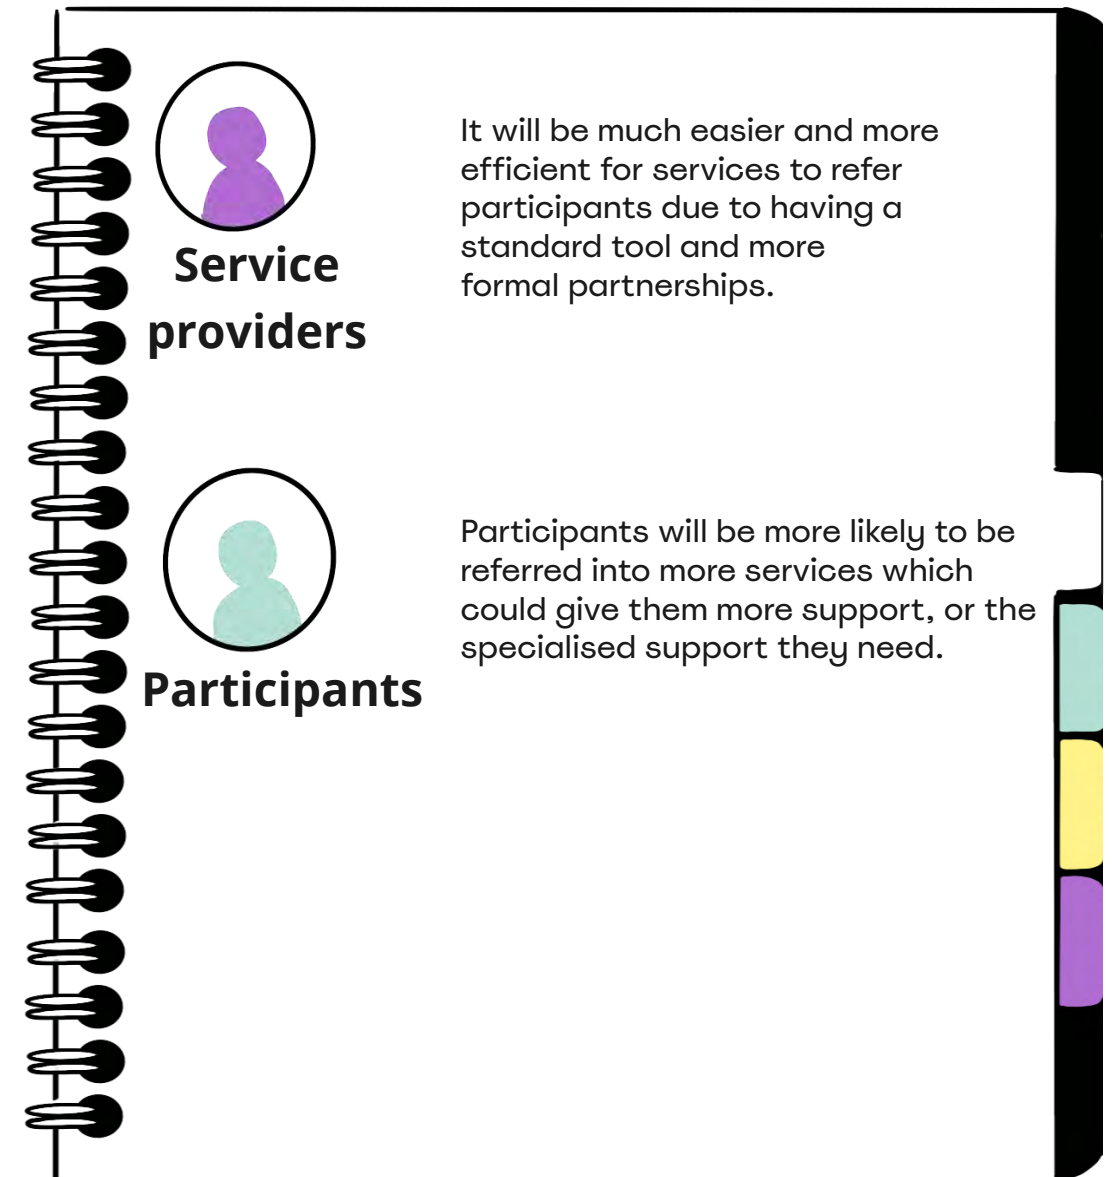 Service
providers
It will be much easier and more
efficient for services to refer
participants due to having a
standard tool and more
formal partnerships.
Participants
Participants will be more likely to be
referred into more services which
could give them more support, or the
specialised support they need.